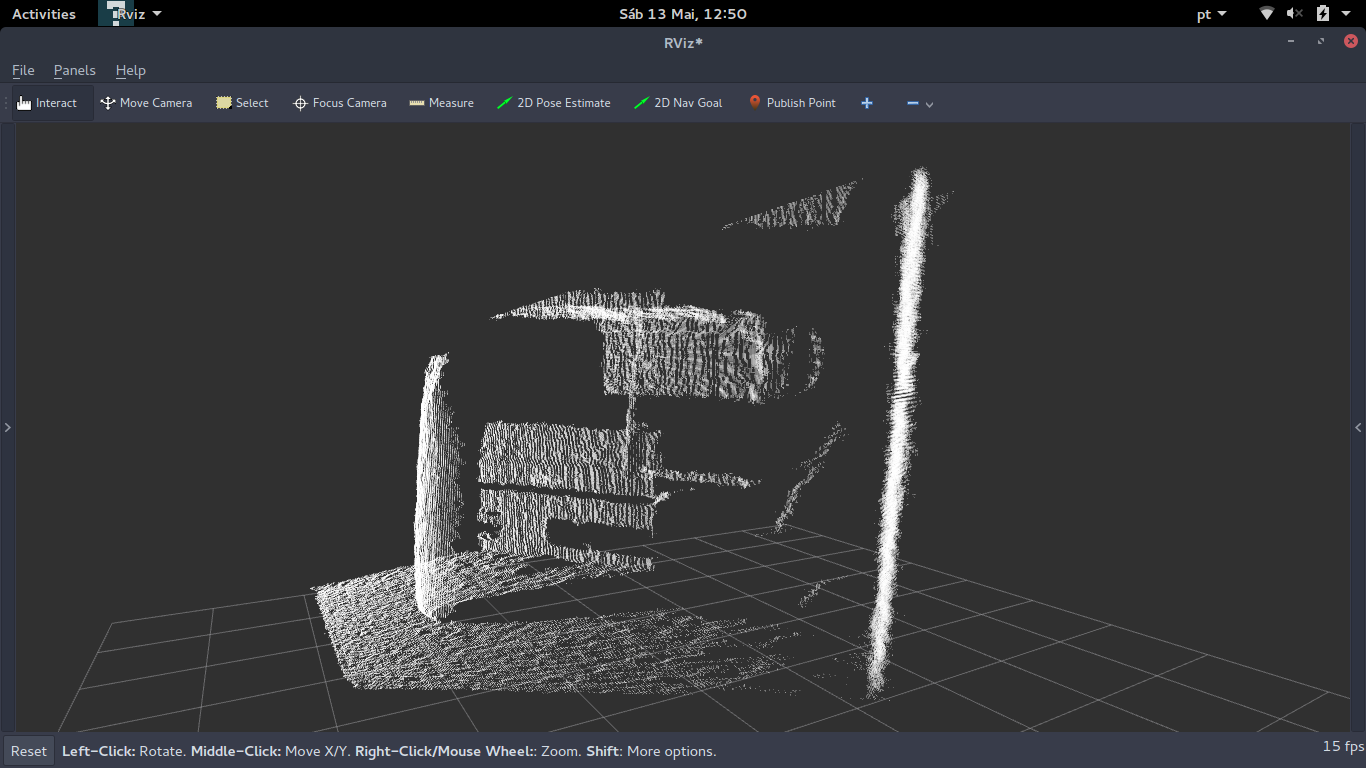 Activities Rviz Sáb 13 Mai, 12:50 pt
RViz*
File Panels Help
Interact Move Camera Select Focus Camera Measure 2D Pose Estimate 2D Nav Goal Publish Point
Reset Left-Click: Rotate. Middle-Click: Move X/Y. Right-Click/Mouse Wheel:: Zoom. Shift: More options. 15 fps